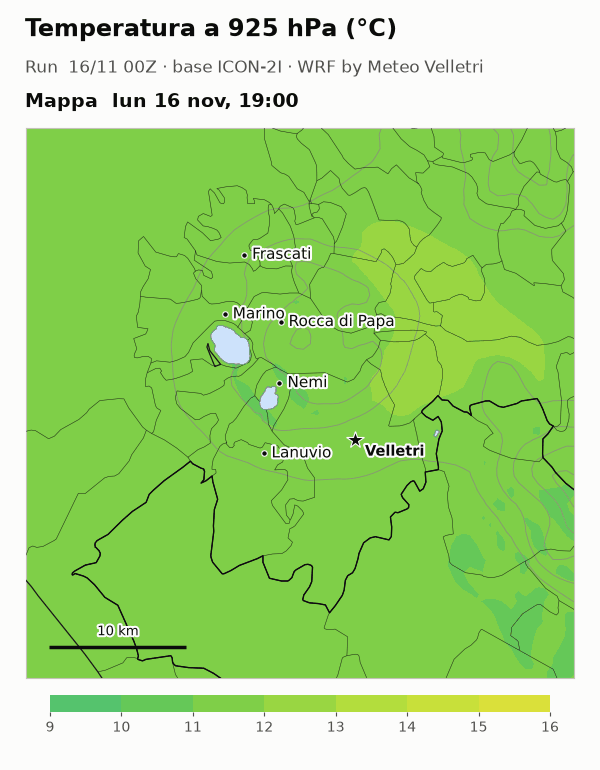 Temperatura a 925 hPa (°C)
Run  16/11 00Z · base ICON-2I · WRF by Meteo Velletri
Mappa  lun 16 nov, 19:00
Frascati
Marino
Rocca di Papa
Nemi
Velletri
Lanuvio
10 km
9 10 11 12 13 14 15 16